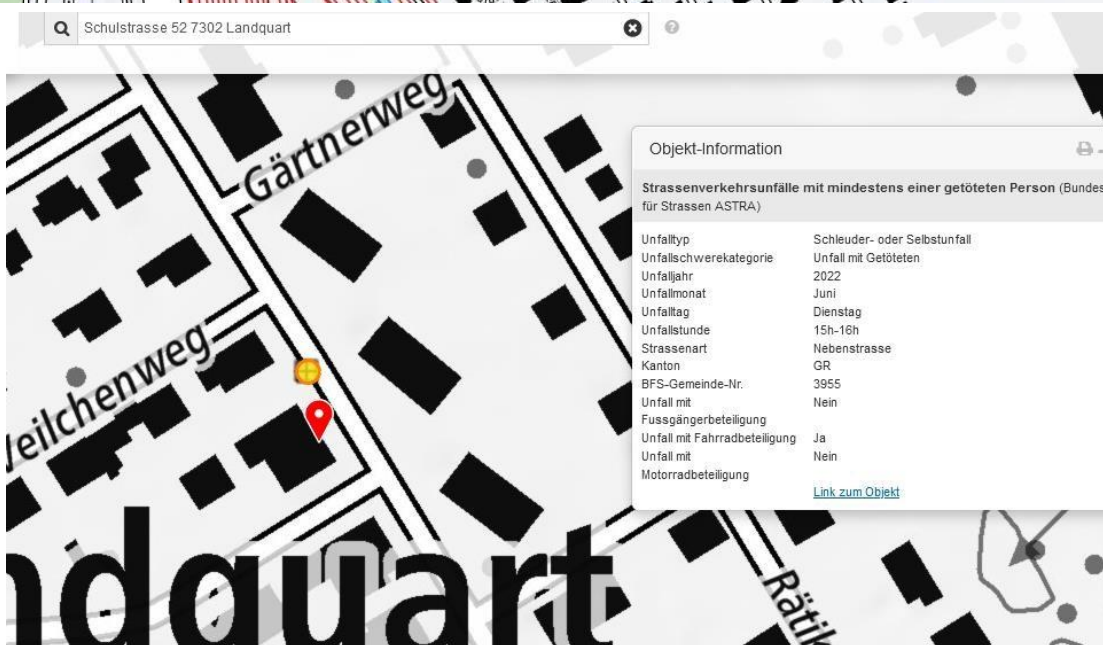 Schulstrasse 52 7302 Landquart
Gärtnerweg
Objekt-Information
Strassenverkehrsunfälle mit mindestens einer getöteten Person (Bundes
für Strassen ASTRA)
Unfalltyp Schleuder- oder Selbstunfall
Unfallschwerekategorie Unfall mit Getöteten
Unfalljahr 2022
Unfallmonat Juni
Unfalltag Dienstag
Unfallstunde 15h-16h
Strassenart Nebenstrasse
Kanton GR
BFS-Gemeinde-Nr. 3955
Unfall mit Nein
Fussgängerbeteiligung
Unfall mit Fahrradbeteiligung Ja
Unfall mit Nein
Motorradbeteiligung
Link zum Objekt
eilchenweg
ndquart
Rätik